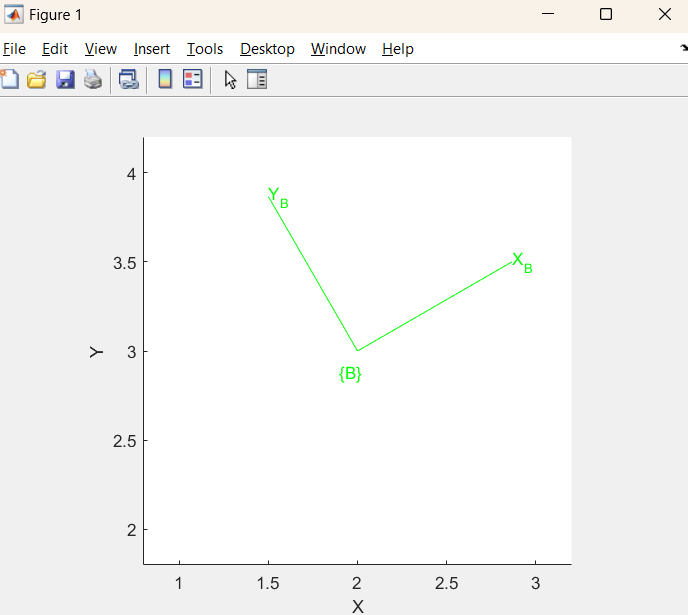 Figure 1
File Edit View Insert Tools Desktop Window Help
4
Y_B
3.5
X_B
Y
3
{B}
2.5
2
1 1.5 2 2.5 3
X